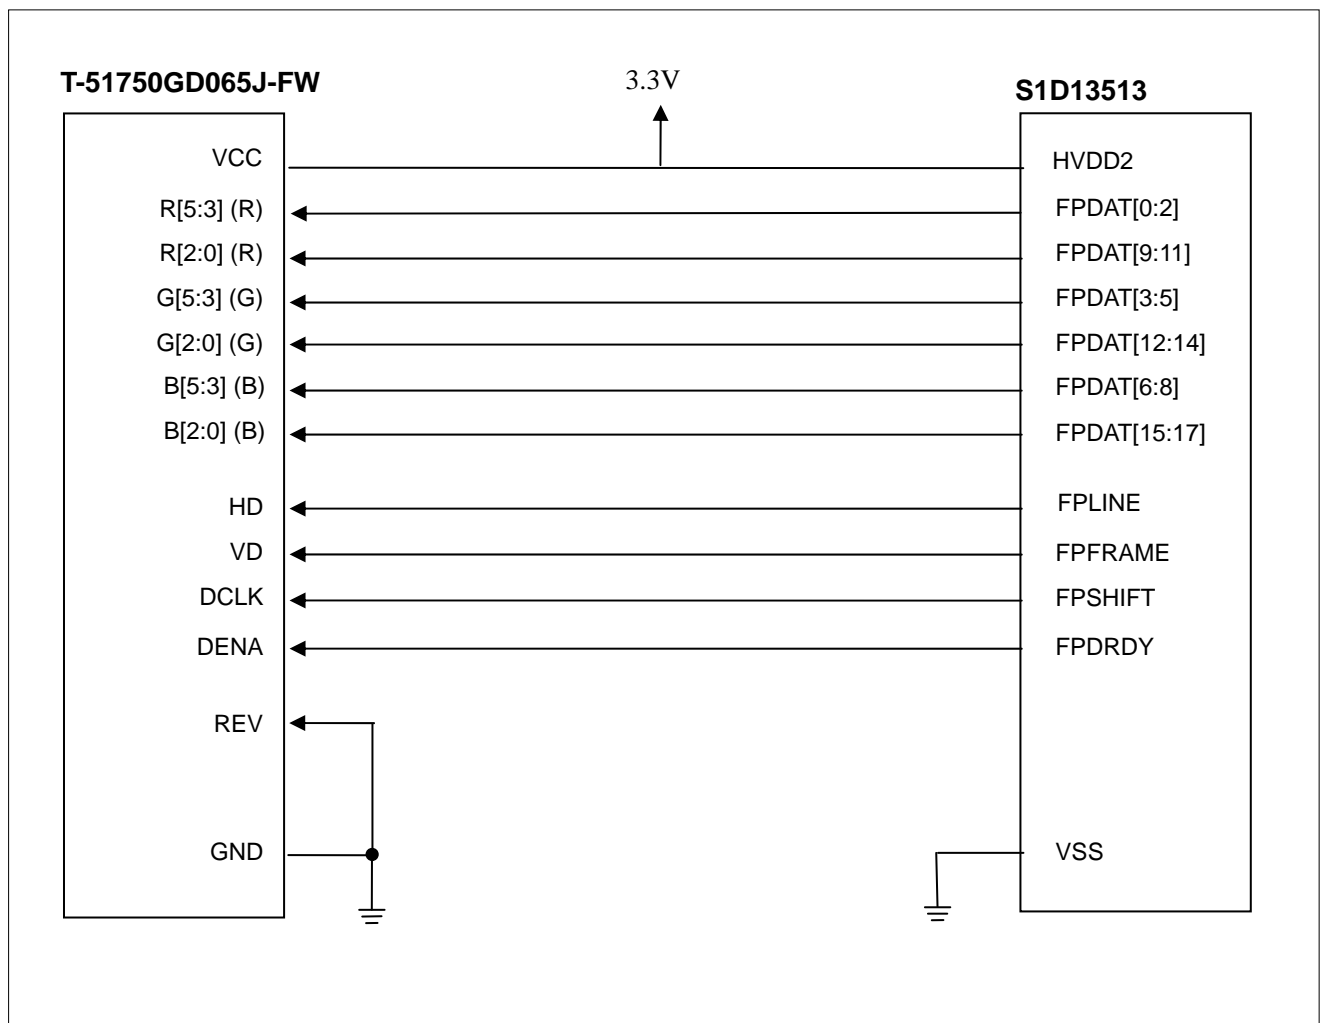 T-51750GD065J-FW
3.3V
S1D13513
VCC
HVDD2
R[5:3] (R)
FPDAT[0:2]
R[2:0] (R)
FPDAT[9:11]
G[5:3] (G)
FPDAT[3:5]
G[2:0] (G)
FPDAT[12:14]
B[5:3] (B)
FPDAT[6:8]
B[2:0] (B)
FPDAT[15:17]
HD
FPLINE
VD
FPFRAME
DCLK
FPSHIFT
DENA
FPDRDY
REV
GND
VSS